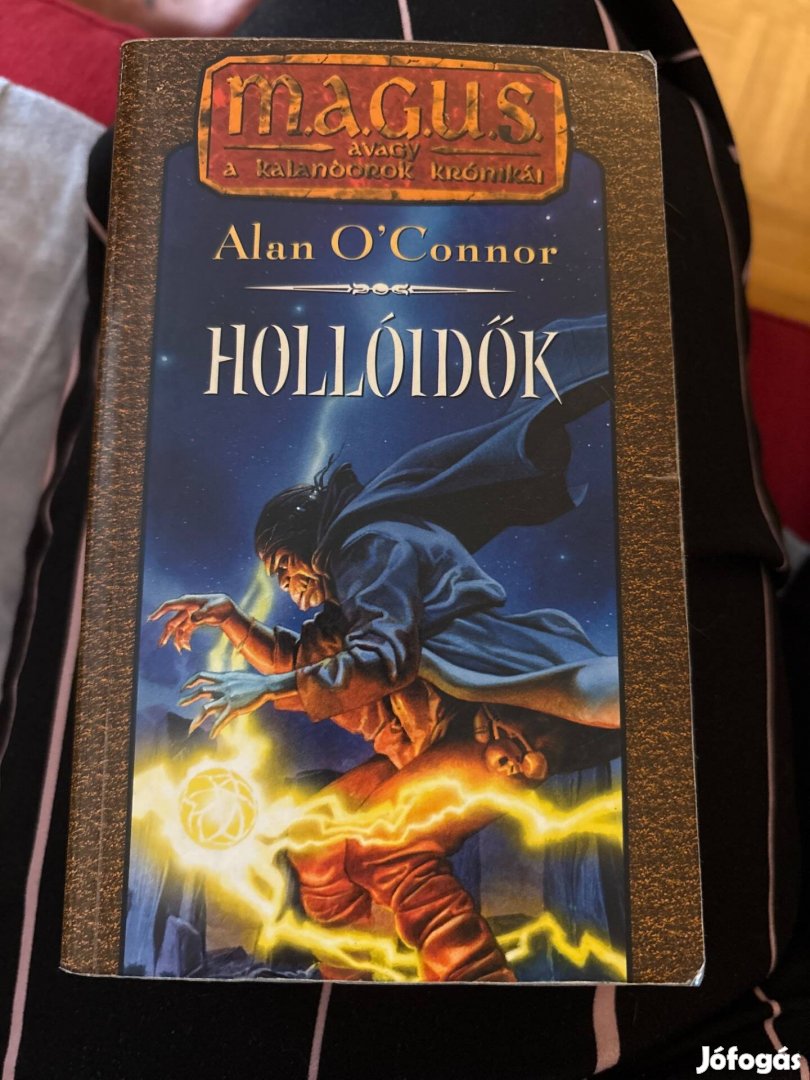 M.A.G.U.S.
AVAGY
A KALANDOROK KRÓNIKÁI
Alan O'Connor
HOLLÓIDŐK
Jófogás